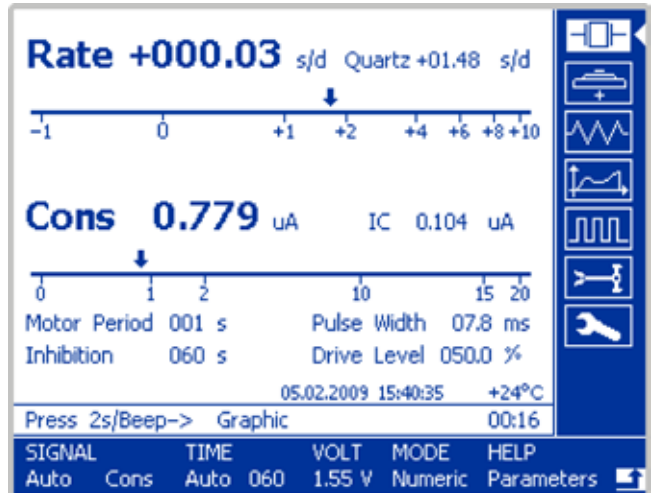 Rate +000.03 s/d Quartz +01.48 s/d
-1 0 +1 +2 +4 +6 +8 +10
Cons 0.779 uA IC 0.104 uA
0 1 2 10 15 20
Motor Period 001 s Pulse Width 07.8 ms
Inhibition 060 s Drive Level 050.0 %
05.02.2009 15:40:35 +24°C
Press 2s/Beep-> Graphic 00:16
SIGNAL TIME VOLT MODE HELP
Auto Cons Auto 060 1.55 V Numeric Parameters